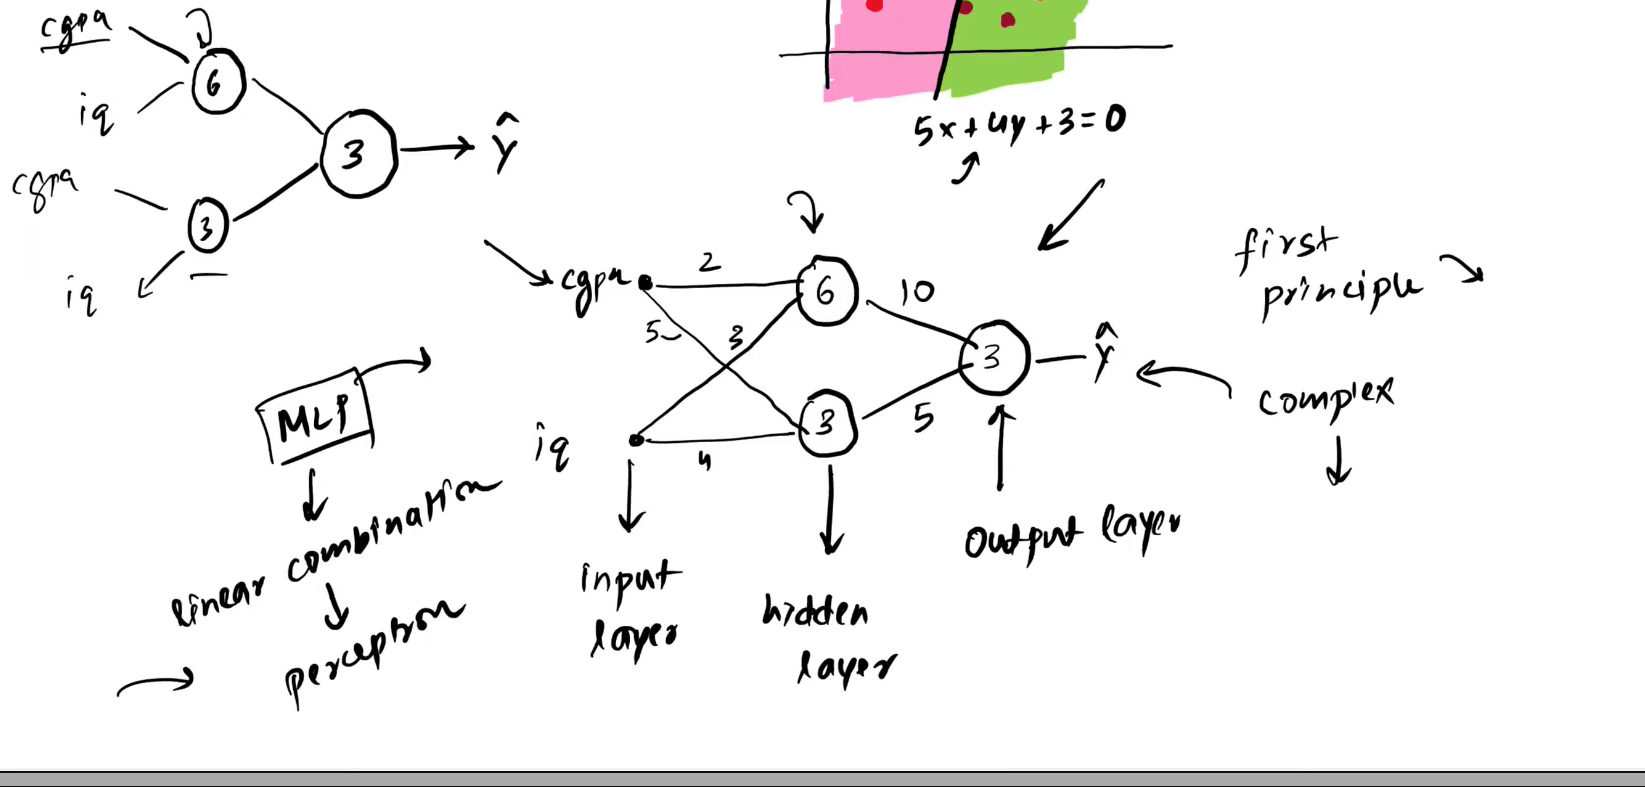 cgpa
6
iq
3
Ŷ
cgpa
3
iq
5x+4y+3=0
cgpa
2
6
10
5
3
3
Ŷ
iq
4
3
5
MLP
linear combination
perceptron
input
layer
hidden
layer
output layer
first
principle
complex